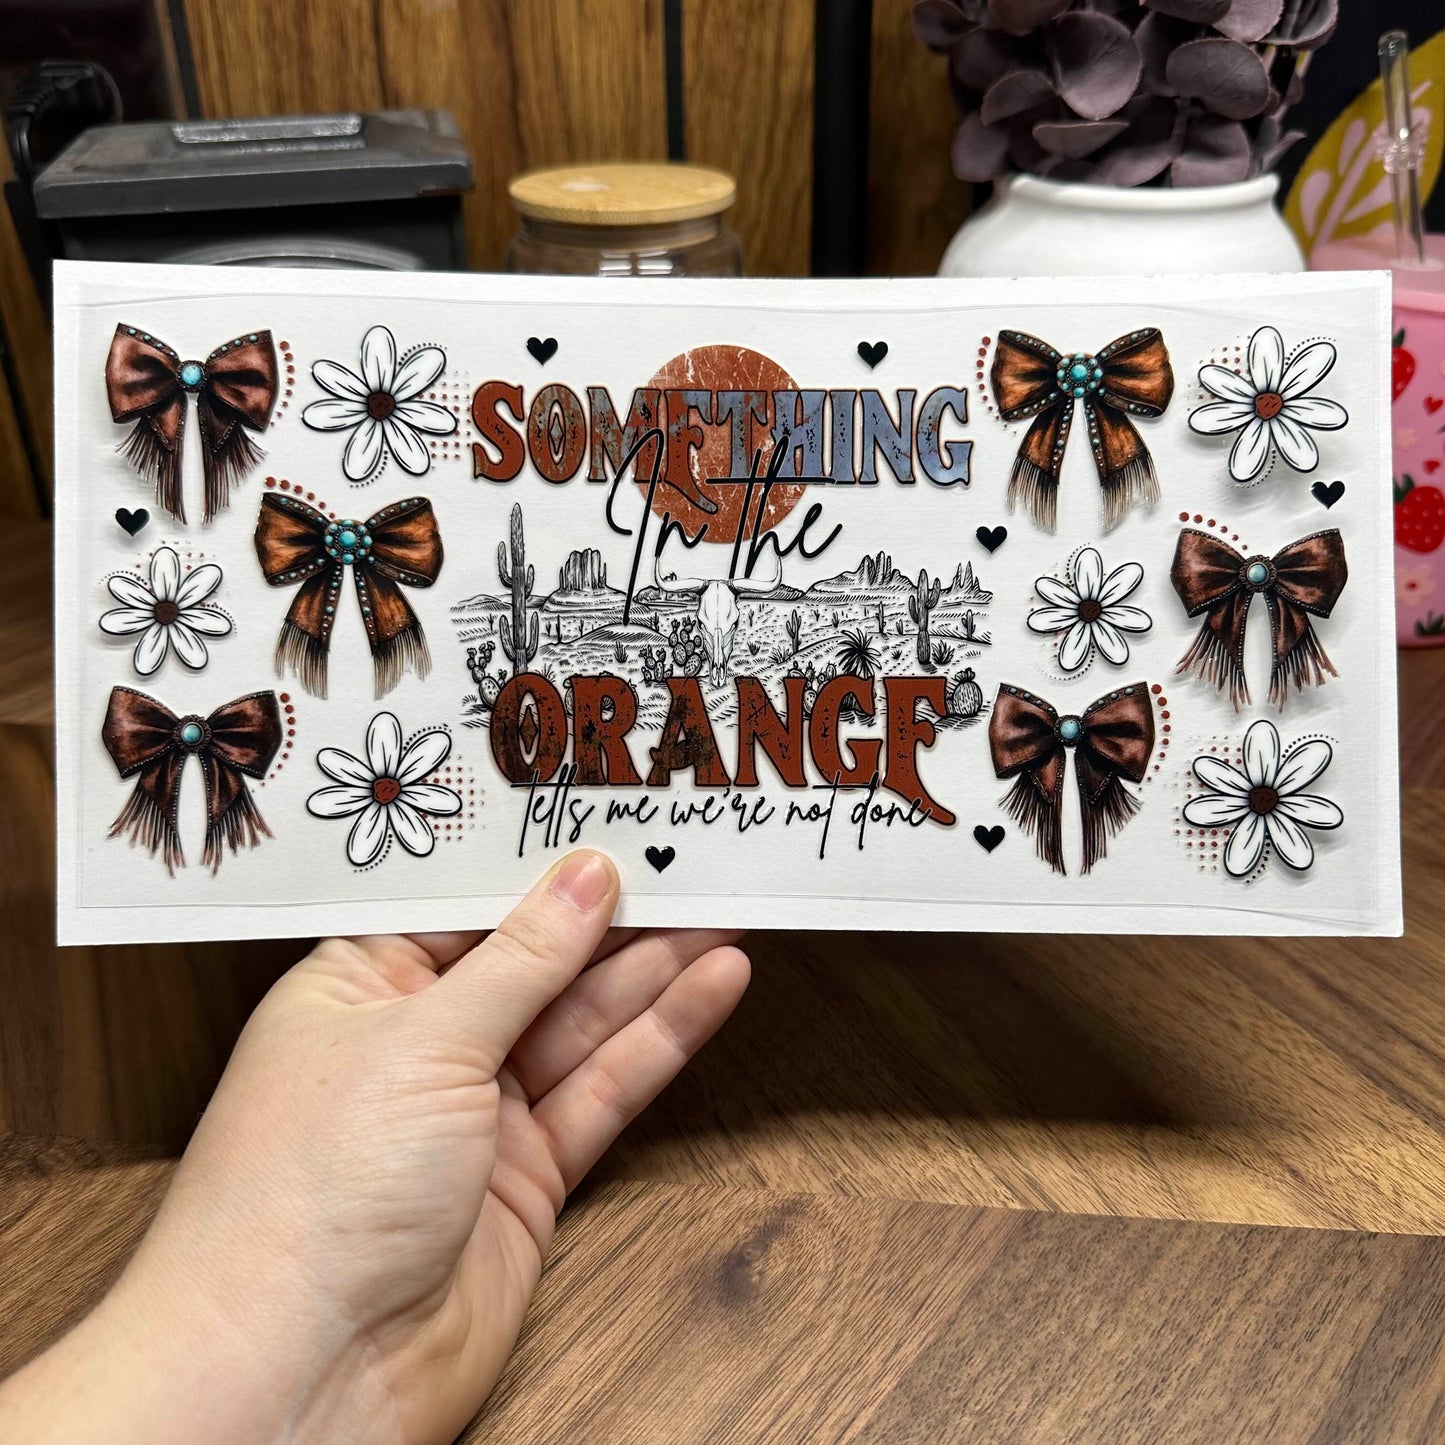 SOMETHING
In the
ORANGE
tells me we're not done